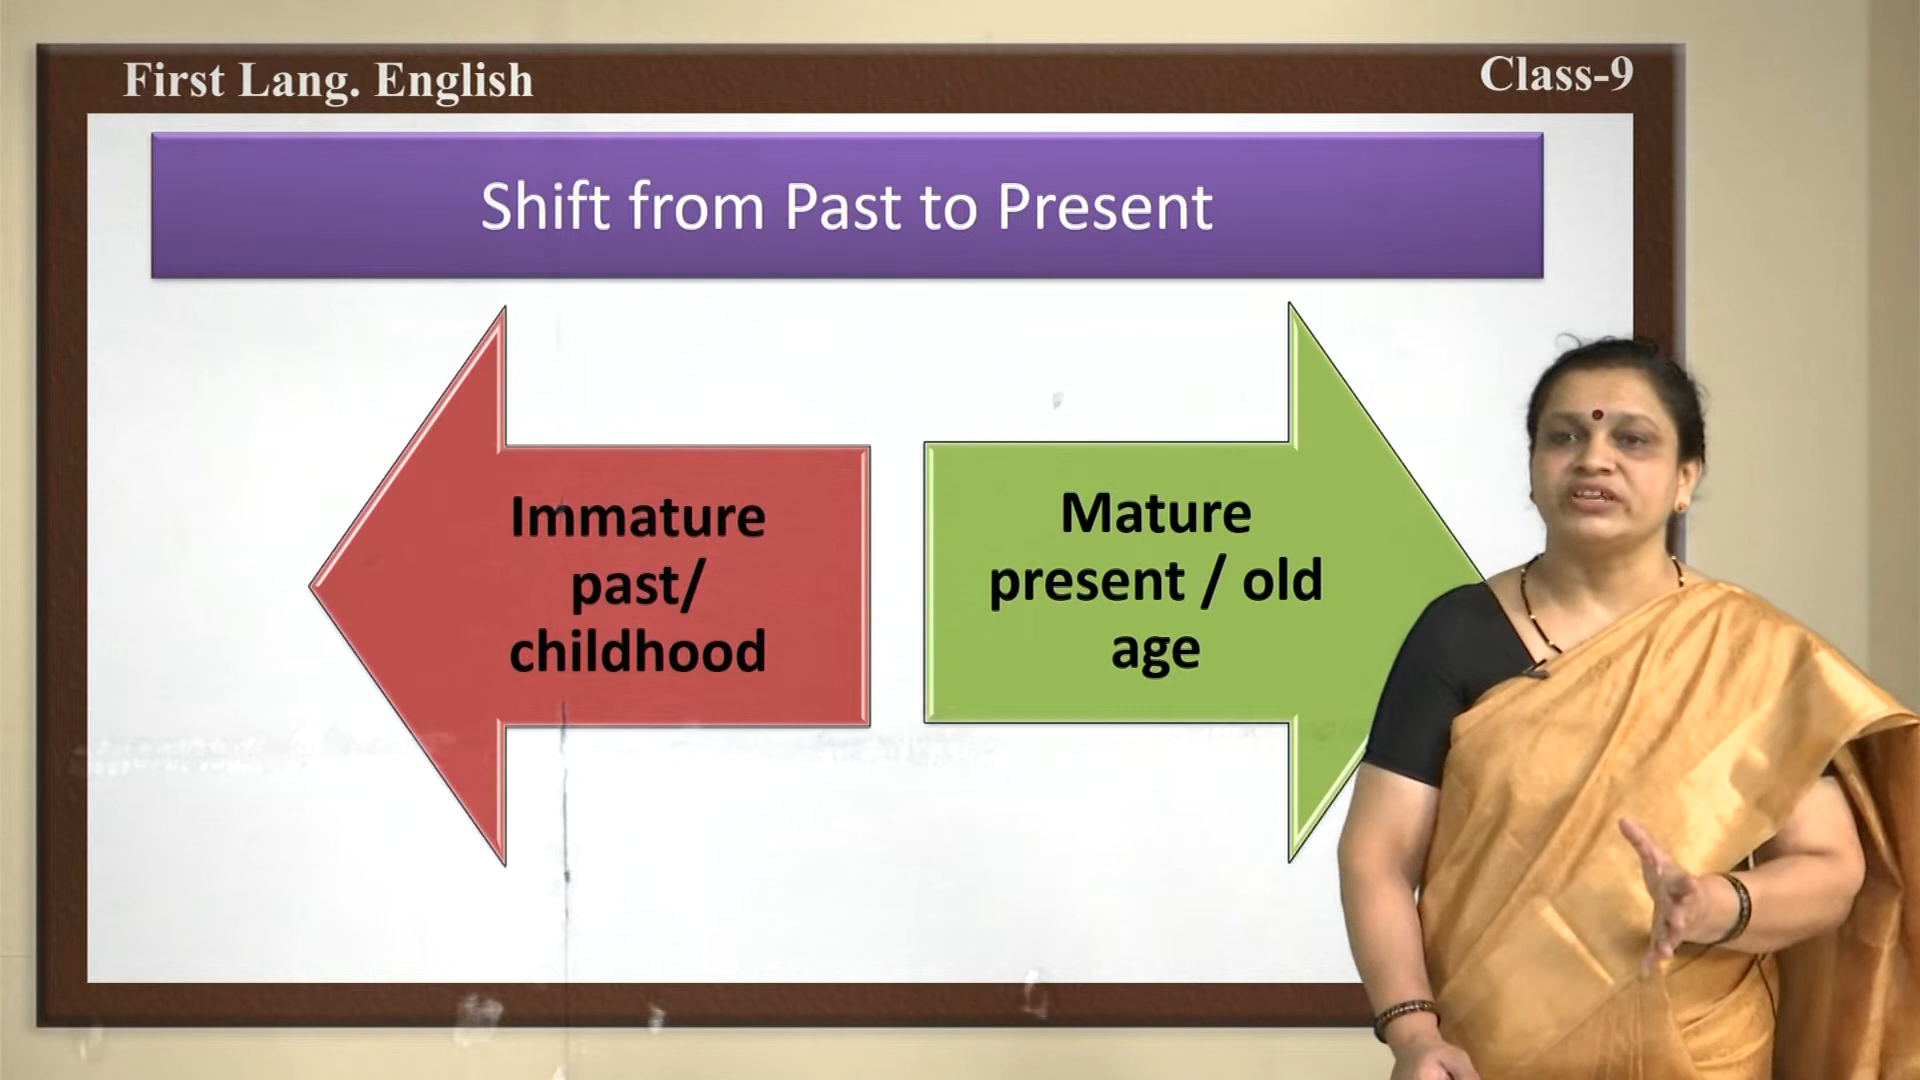 First Lang. English
Class-9
Shift from Past to Present
Immature
past/
childhood
Mature
present / old
age